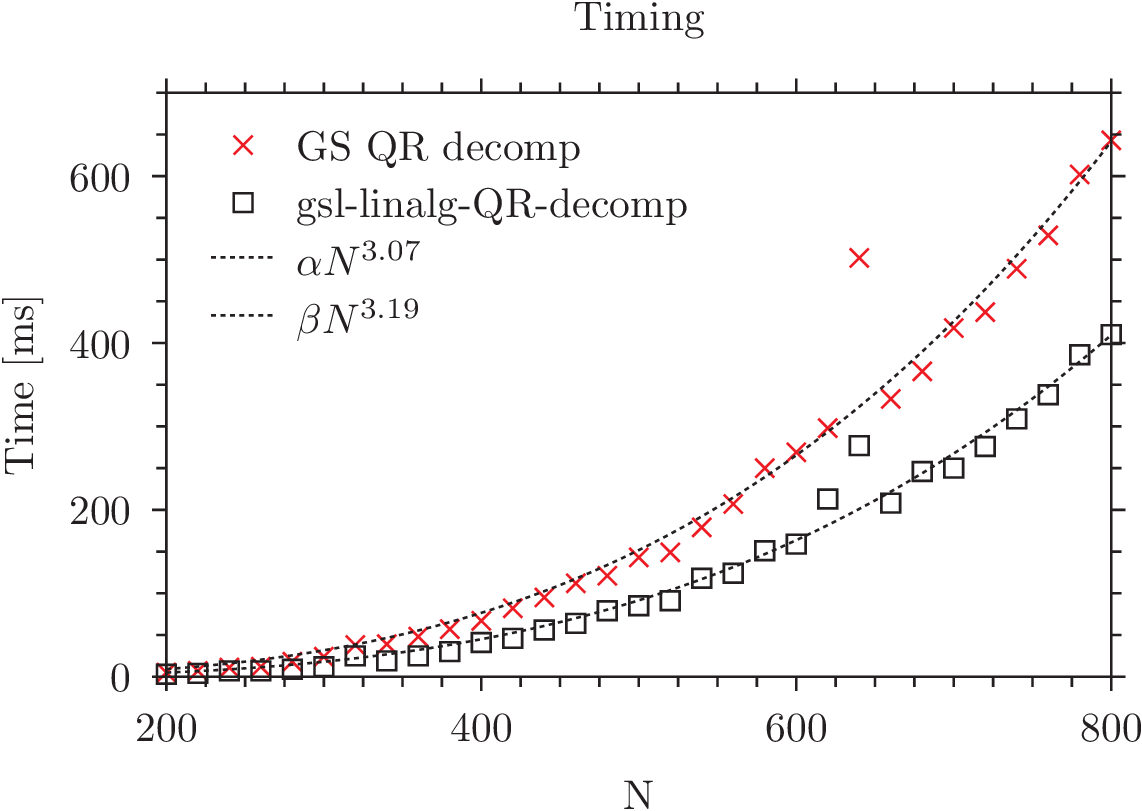 Timing
GS QR decomp
gsl-linalg-QR-decomp
αN^3.07
βN^3.19
Time [ms]
600
400
200
0
200 400 600 800
N